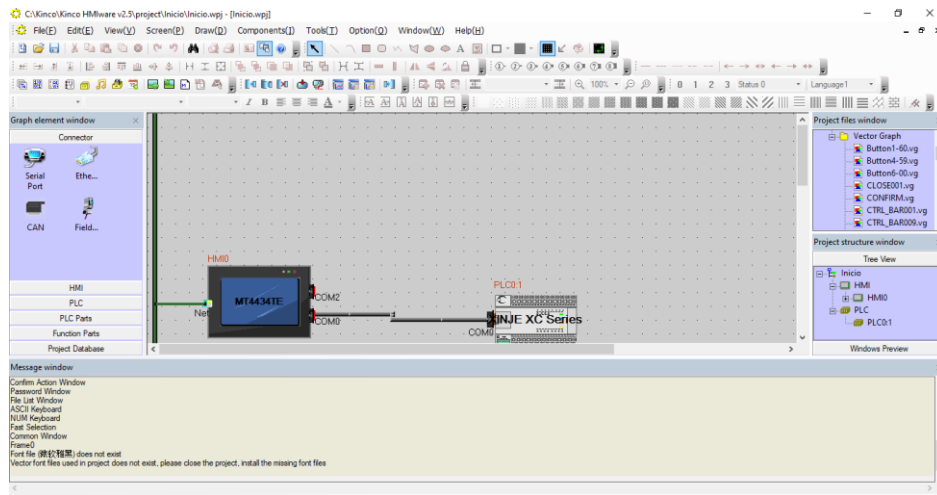 C:\Kinco\Kinco HMIware v2.5\project\Inicio\Inicio.wpj - [Inicio.wpj]
File(F) Edit(E) View(V) Screen(P) Draw(D) Components(J) Tools(T) Option(O) Window(W) Help(H)
100%
0 1 2 3 Status 0
Language1
Graph element window
Connector
Serial Port
Ethe...
CAN
Field...
HMI
PLC
PLC Parts
Function Parts
Project Database
HMI0
MT4434TE
Net
COM2
COM0
PLC0:1
XINJE XC Series
COM0
Project files window
Vector Graph
Button1-60.vg
Button4-59.vg
Button6-00.vg
CLOSE001.vg
CONFIRM.vg
CTRL_BAR001.vg
CTRL_BAR009.vg
Project structure window
Tree View
Inicio
HMI
HMI0
PLC
PLC0:1
Windows Preview
Message window
Confirm Action Window
Password Window
File List Window
ASCII Keyboard
NUM Keyboard
Fast Selection
Common Window
Frame0
Font file (微软雅黑) does not exist
Vector font files used in project does not exist, please close the project, install the missing font files